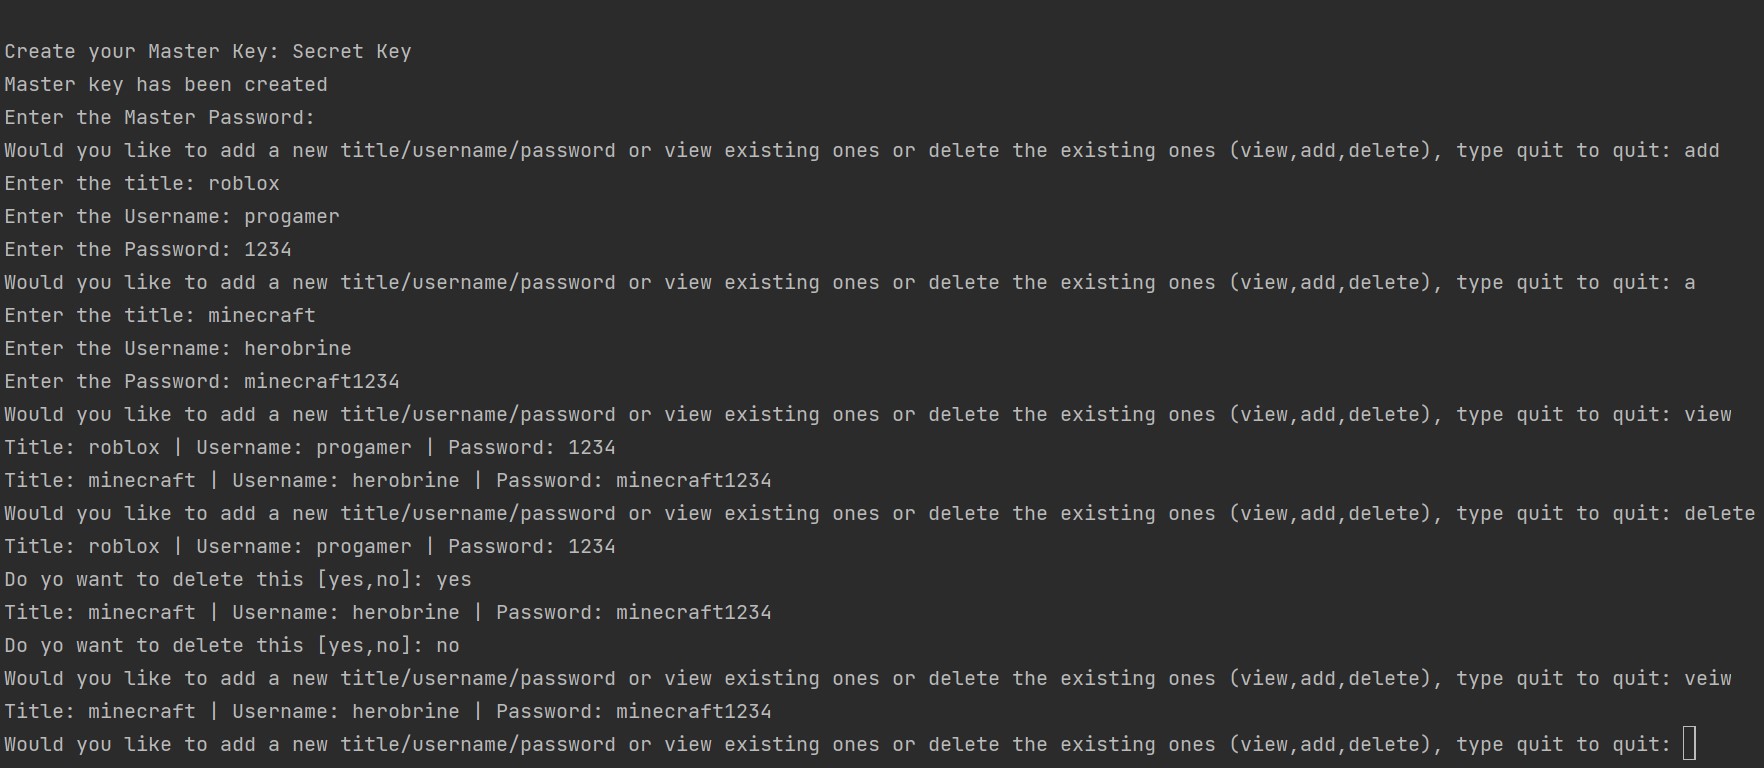 Create your Master Key: Secret Key
Master key has been created
Enter the Master Password:
Would you like to add a new title/username/password or view existing ones or delete the existing ones (view,add,delete), type quit to quit: add
Enter the title: roblox
Enter the Username: progamer
Enter the Password: 1234
Would you like to add a new title/username/password or view existing ones or delete the existing ones (view,add,delete), type quit to quit: a
Enter the title: minecraft
Enter the Username: herobrine
Enter the Password: minecraft1234
Would you like to add a new title/username/password or view existing ones or delete the existing ones (view,add,delete), type quit to quit: view
Title: roblox | Username: progamer | Password: 1234
Title: minecraft | Username: herobrine | Password: minecraft1234
Would you like to add a new title/username/password or view existing ones or delete the existing ones (view,add,delete), type quit to quit: delete
Title: roblox | Username: progamer | Password: 1234
Do yo want to delete this [yes,no]: yes
Title: minecraft | Username: herobrine | Password: minecraft1234
Do yo want to delete this [yes,no]: no
Would you like to add a new title/username/password or view existing ones or delete the existing ones (view,add,delete), type quit to quit: veiw
Title: minecraft | Username: herobrine | Password: minecraft1234
Would you like to add a new title/username/password or view existing ones or delete the existing ones (view,add,delete), type quit to quit: